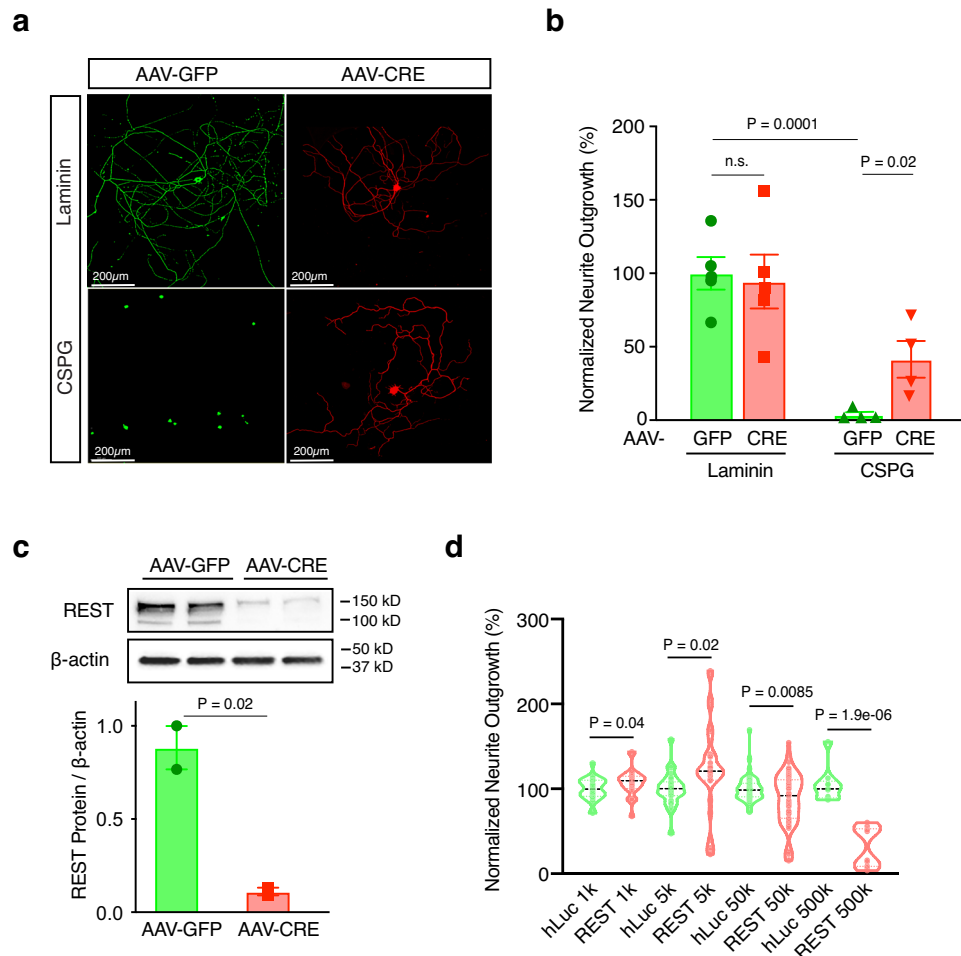 a
AAV-GFP AAV-CRE
Laminin
200µm 200µm
CSPG
200µm 200µm
b
Normalized Neurite Outgrowth (%)
200
150
100
50
0
P = 0.0001
n.s.
P = 0.02
AAV- GFP CRE GFP CRE
Laminin CSPG
c
AAV-GFP AAV-CRE
REST
150 kD
100 kD
β-actin
50 kD
37 kD
REST Protein / β-actin
1.0
0.5
0.0
P = 0.02
AAV-GFP AAV-CRE
d
Normalized Neurite Outgrowth (%)
300
200
100
0
P = 0.04
P = 0.02
P = 0.0085
P = 1.9e-06
hLuc 1k
REST 1k
hLuc 5k
REST 5k
hLuc 50k
REST 50k
hLuc 500k
REST 500k